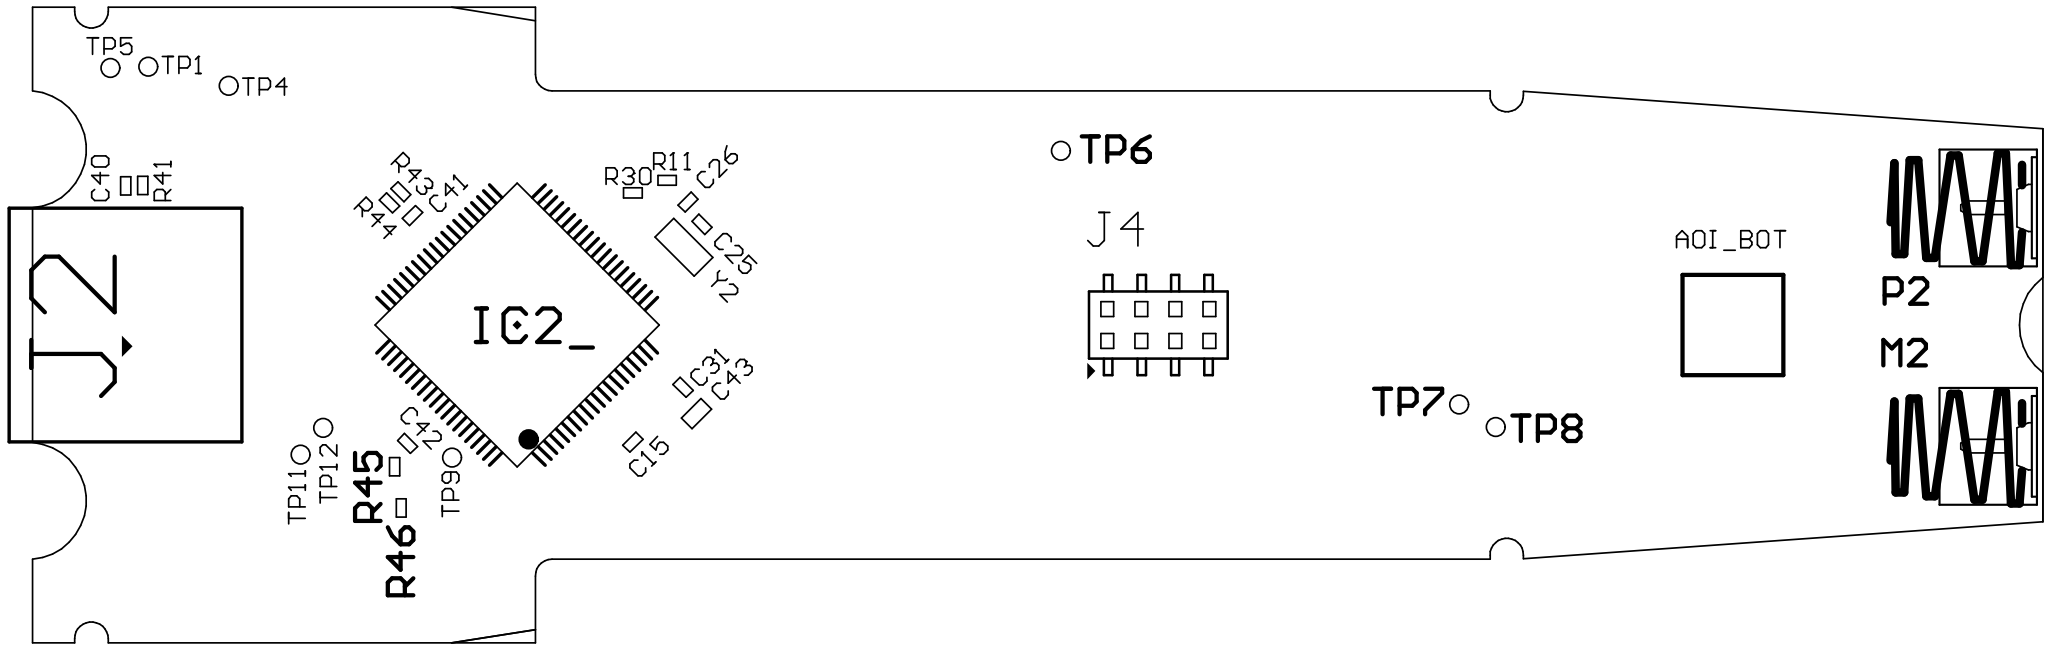 TP5
TP1
TP4
C40
R41
R43
R44
C41
R30
R11
C26
C25
Y2
J2
IC2_
C31
C43
C15
C42
TP9
TP12
TP11
R45
R46
TP6
J4
TP7
TP8
AOI_BOT
P2
M2